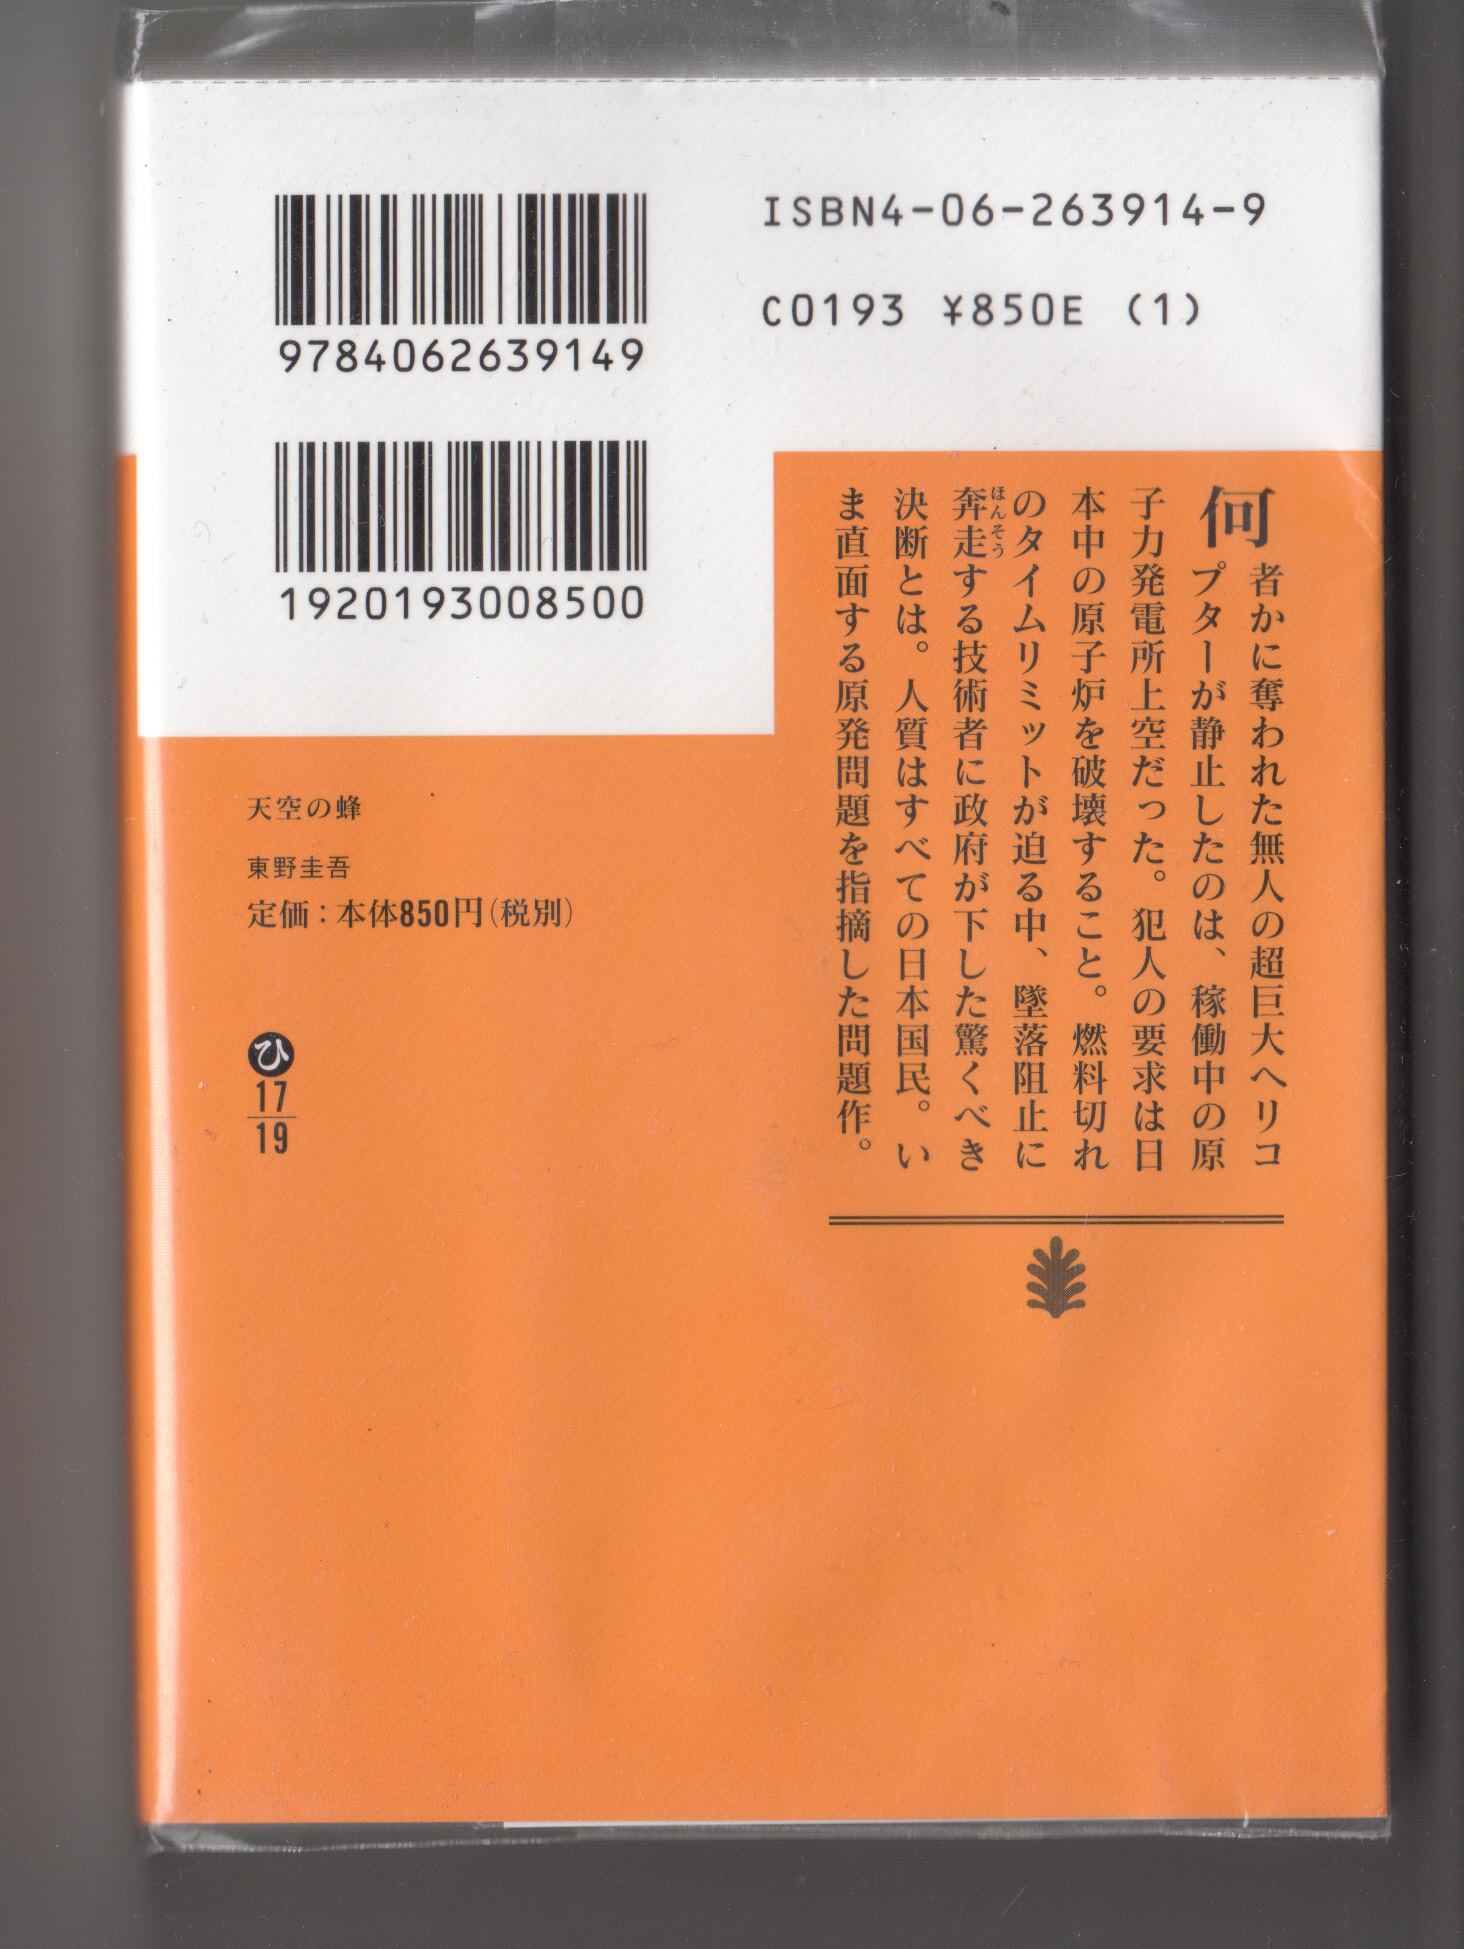 ISBN4-06-263914-9
C0193 ¥850E (1)
9784062639149
1920193008500
何者かに奪われた無人の超巨大ヘリコ
プターが静止したのは、稼働中の原
子力発電所上空だった。犯人の要求は日
本中の原子炉を破壊すること。燃料切れ
のタイムリミットが迫る中、墜落阻止に
奔走する技術者に政府が下した驚くべき
ほんそう
決断とは。人質はすべての日本国民。い
ま直面する原発問題を指摘した問題作。
天空の蜂
東野圭吾
定価：本体850円(税別)
ひ
17
19